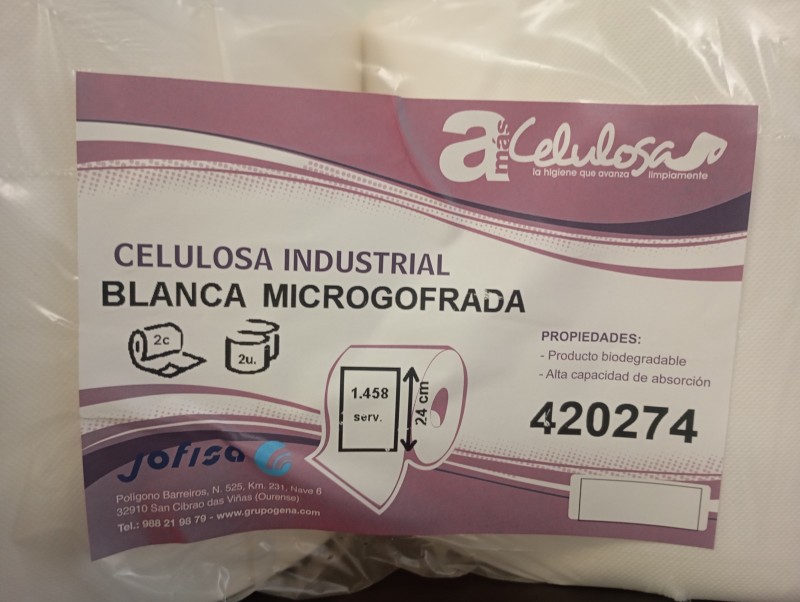 a más Celulosa
la higiene que avanza limpiamente
CELULOSA INDUSTRIAL
BLANCA MICROGOFRADA
2c
2u.
1.458
serv.
24 cm
PROPIEDADES:
- Producto biodegradable
- Alta capacidad de absorción
420274
jofisa
Polígono Barreiros, N. 525, Km. 231, Nave 6
32910 San Cibrao das Viñas (Ourense)
Tel.: 988 21 98 79 - www.grupogena.com